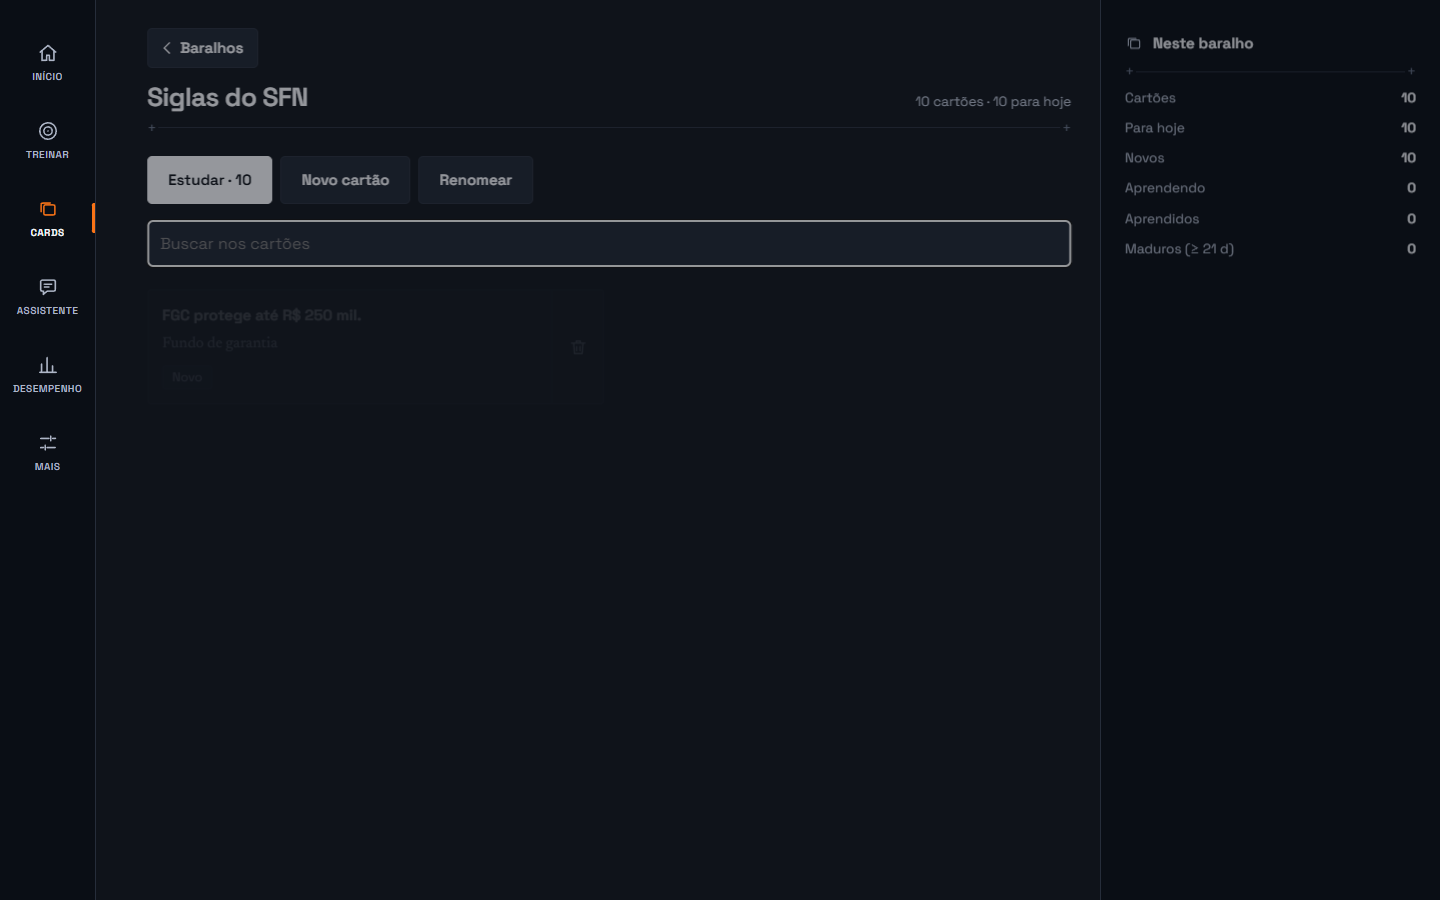 INÍCIO
TREINAR
CARDS
ASSISTENTE
DESEMPENHO
MAIS
Baralhos
Siglas do SFN
10 cartões · 10 para hoje
Estudar · 10
Novo cartão
Renomear
Buscar nos cartões
FGC protege até R$ 250 mil.
Fundo de garantia
Novo
Neste baralho
Cartões 10
Para hoje 10
Novos 10
Aprendendo 0
Aprendidos 0
Maduros (≥ 21 d) 0